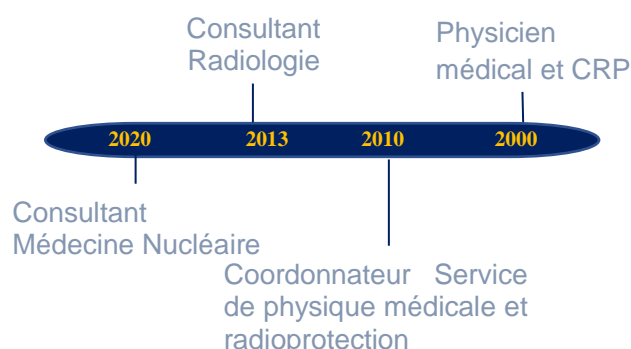 Consultant
Radiologie
Physicien
médical et CRP
2020 2013 2010 2000
Consultant
Médecine Nucléaire
Coordonnateur Service
de physique médicale et
radioprotection